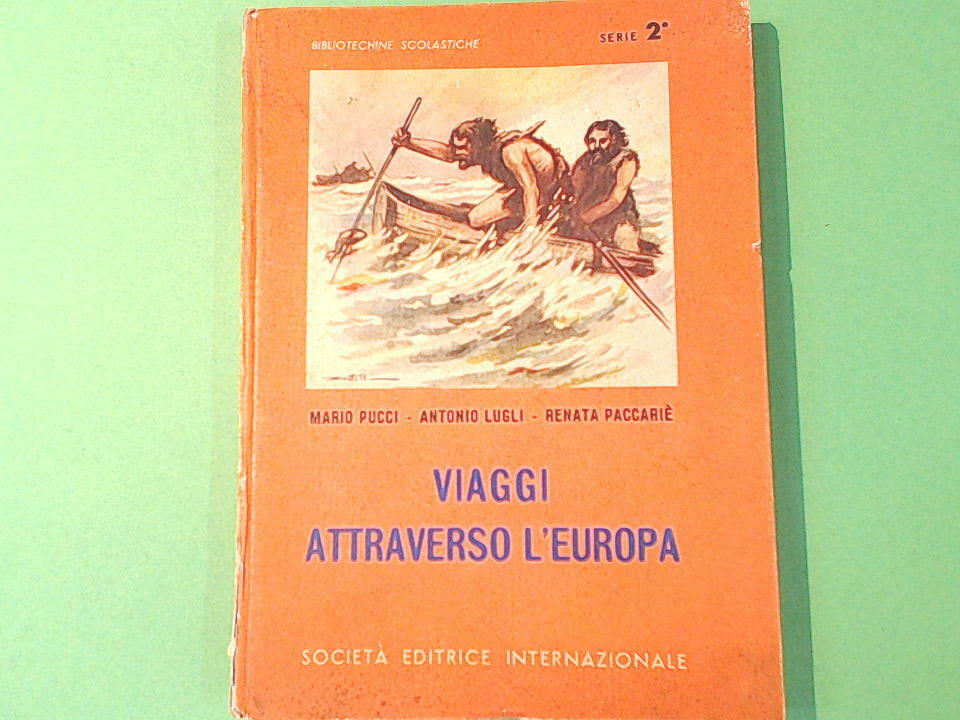 BIBLIOTECHINE SCOLASTICHE
SERIE 2ª
MARIO PUCCI - ANTONIO LUGLI - RENATA PACCARIÈ
VIAGGI
ATTRAVERSO L'EUROPA
SOCIETÀ EDITRICE INTERNAZIONALE